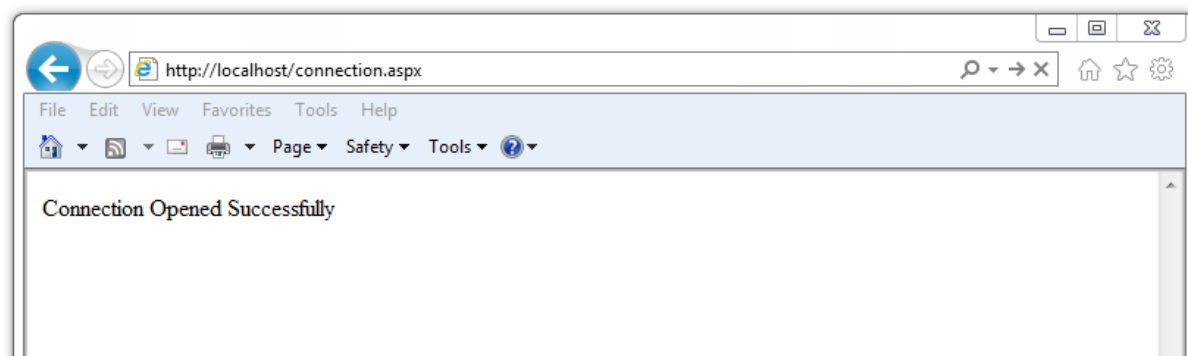 http://localhost/connection.aspx
File Edit View Favorites Tools Help
Page Safety Tools
Connection Opened Successfully